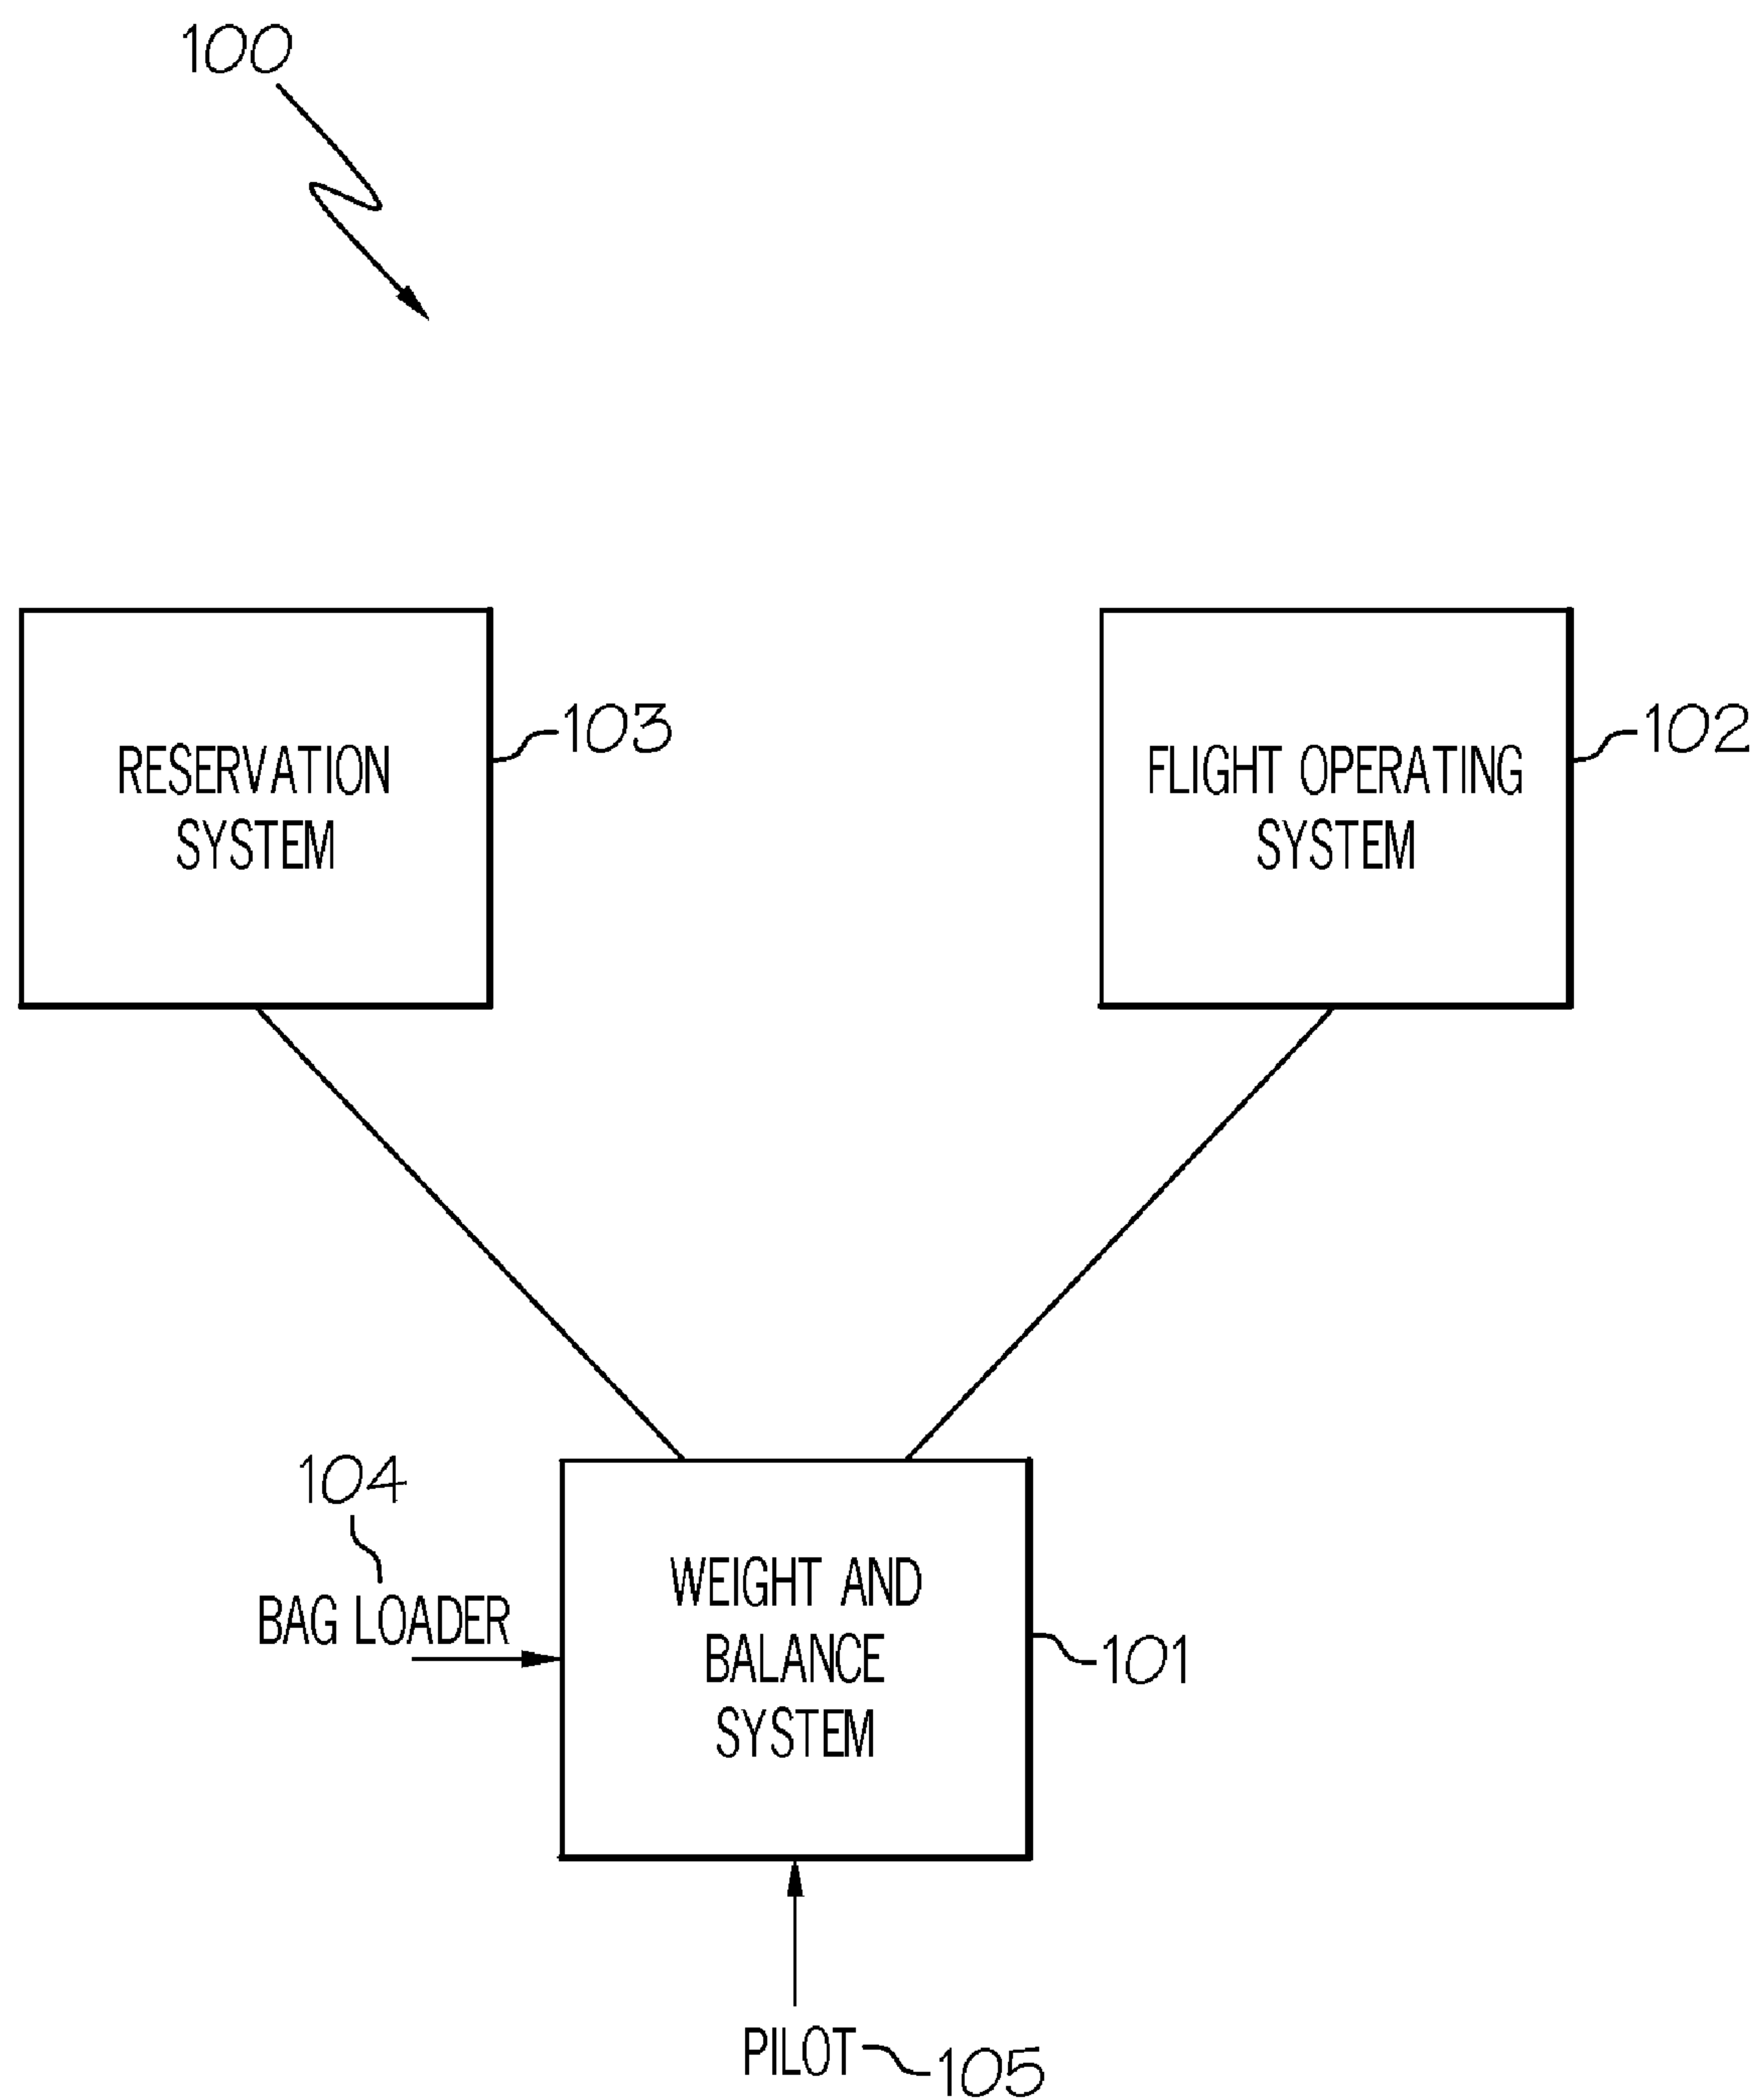 100
RESERVATION
SYSTEM
103
FLIGHT OPERATING
SYSTEM
102
104
BAG LOADER
WEIGHT AND
BALANCE
SYSTEM
101
PILOT
105